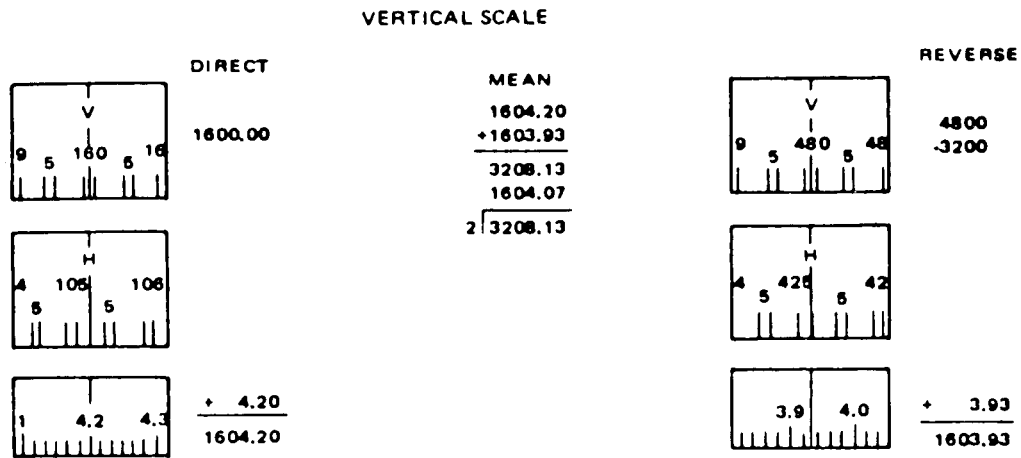 VERTICAL SCALE
DIRECT
V
9 5 160 5 16
1600.00
H
4 5 105 5 106
1 4.2 4.3
+ 4.20
1604.20
MEAN
1604.20
+1603.93
3208.13
1604.07
2 3208.13
REVERSE
V
9 5 480 5 48
4800
-3200
H
4 5 425 5 42
3.9 4.0
+ 3.93
1603.93